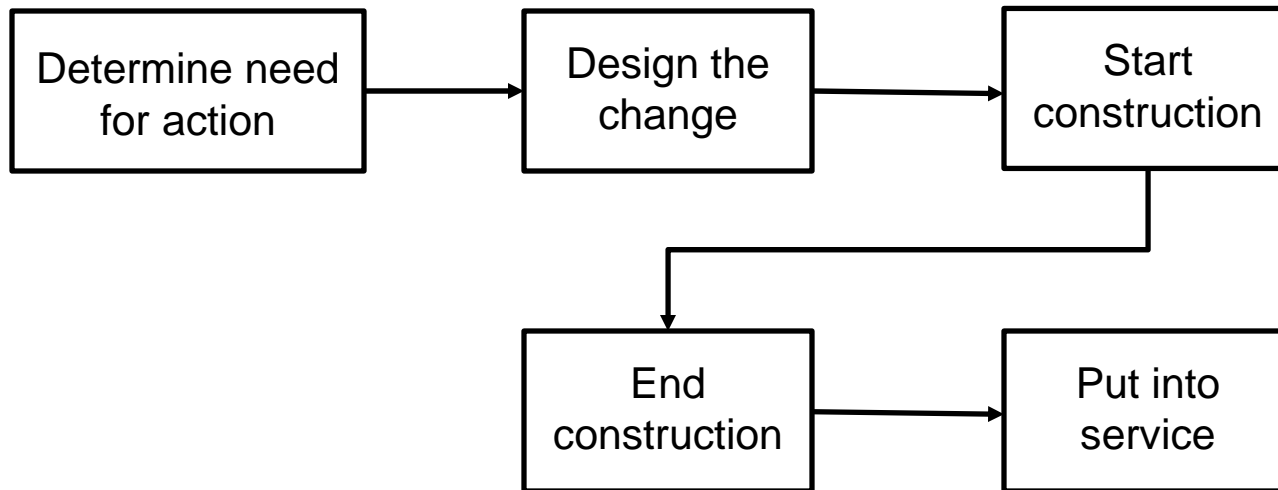 Determine need
for action
Design the
change
Start
construction
End
construction
Put into
service